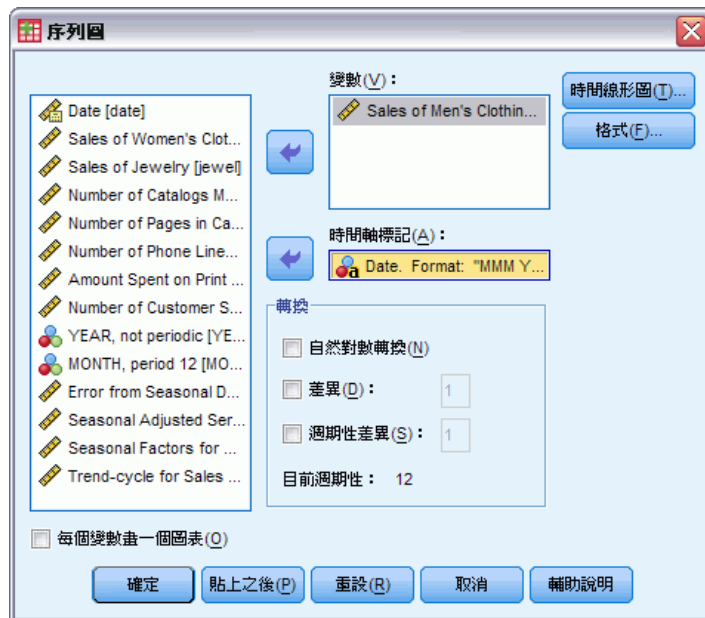 序列圖
變數(V)：
Date [date]
Sales of Women's Clot...
Sales of Jewelry [jewel]
Number of Catalogs M...
Number of Pages in Ca...
Number of Phone Line...
Amount Spent on Print ...
Number of Customer S...
YEAR, not periodic [YE...
MONTH, period 12 [MO...
Error from Seasonal D...
Seasonal Adjusted Ser...
Seasonal Factors for ...
Trend-cycle for Sales ...
Sales of Men's Clothin...
時間線形圖(T)...
格式(F)...
時間軸標記(A)：
Date. Format: "MMM Y...
轉換
自然對數轉換(N)
差異(D)： 1
週期性差異(S)： 1
目前週期性： 12
每個變數畫一個圖表(O)
確定 貼上之後(P) 重設(R) 取消 輔助說明